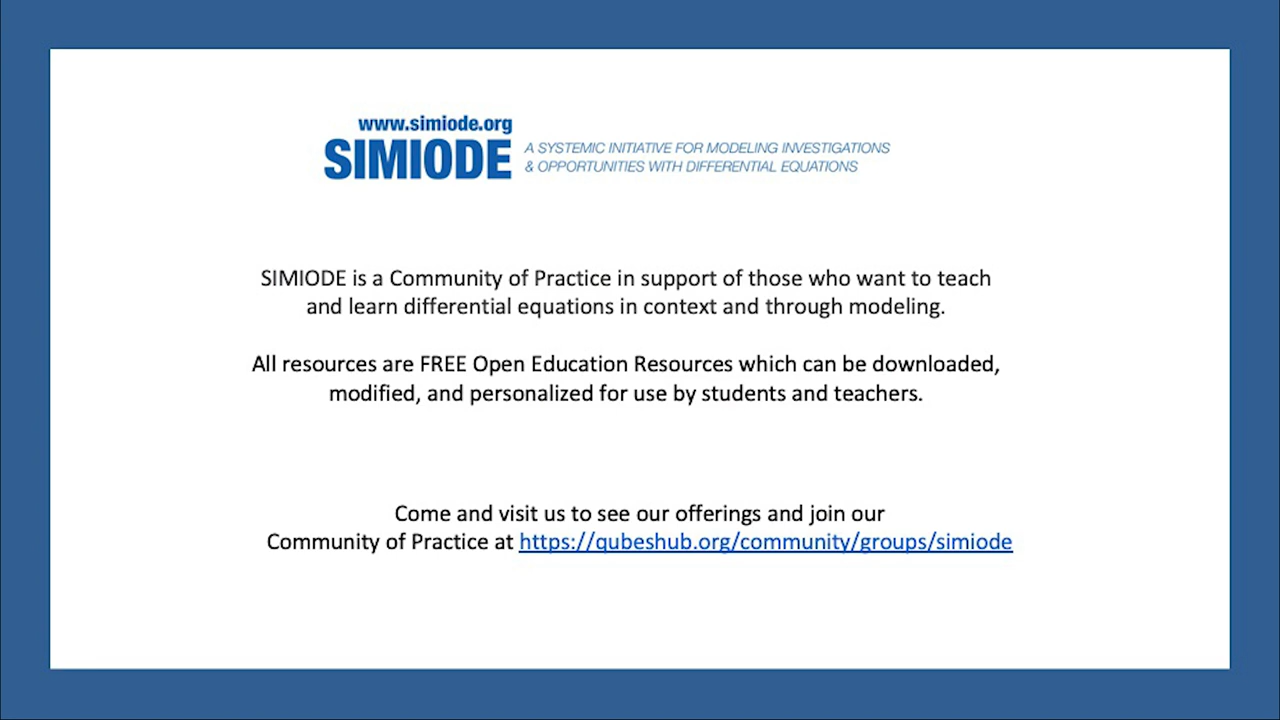 www.simiode.org
SIMIODE
A SYSTEMIC INITIATIVE FOR MODELING INVESTIGATIONS
& OPPORTUNITIES WITH DIFFERENTIAL EQUATIONS
SIMIODE is a Community of Practice in support of those who want to teach
and learn differential equations in context and through modeling.
All resources are FREE Open Education Resources which can be downloaded,
modified, and personalized for use by students and teachers.
Come and visit us to see our offerings and join our
Community of Practice at https://qubeshub.org/community/groups/simiode